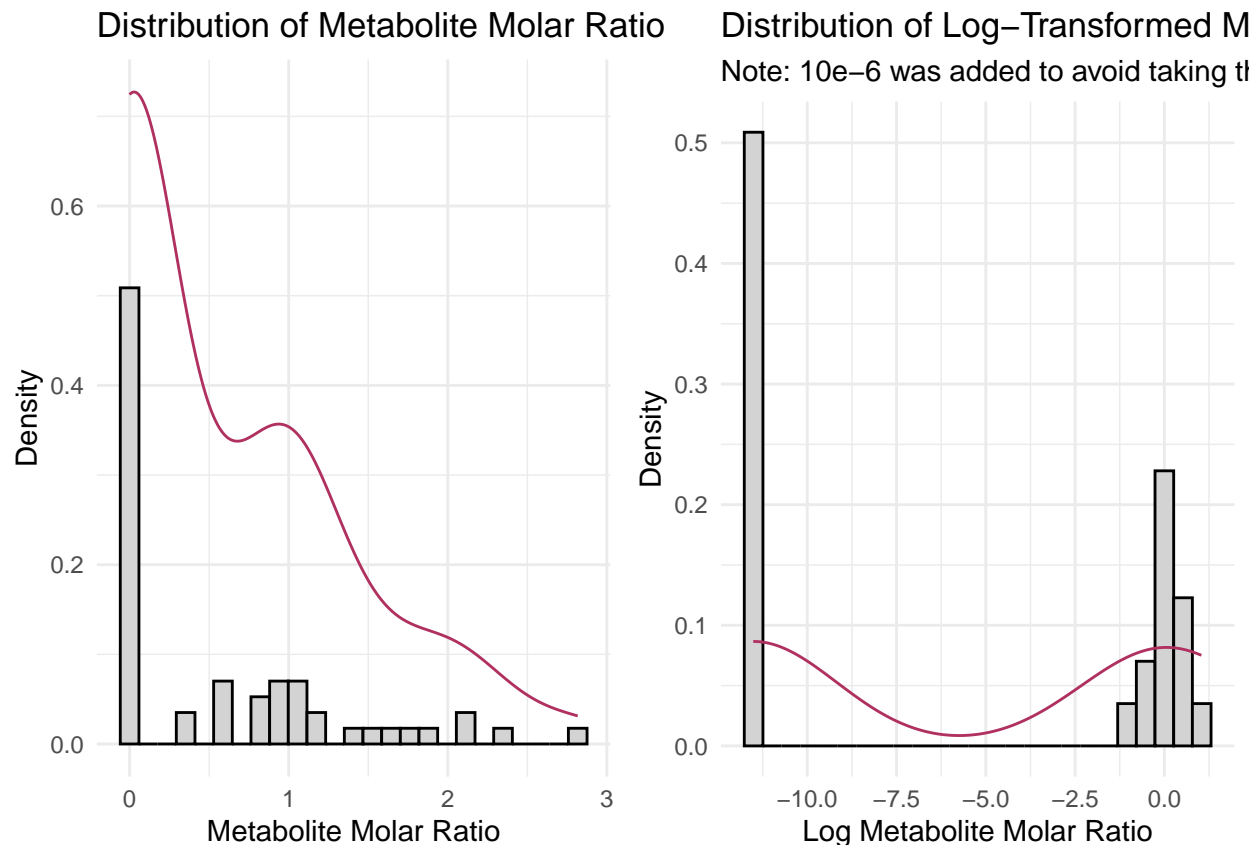 Distribution of Metabolite Molar Ratio
Density
0.6
0.4
0.2
0.0
0 1 2 3
Metabolite Molar Ratio
Distribution of Log−Transformed M
Note: 10e−6 was added to avoid taking th
Density
0.5
0.4
0.3
0.2
0.1
0.0
−10.0 −7.5 −5.0 −2.5 0.0
Log Metabolite Molar Ratio